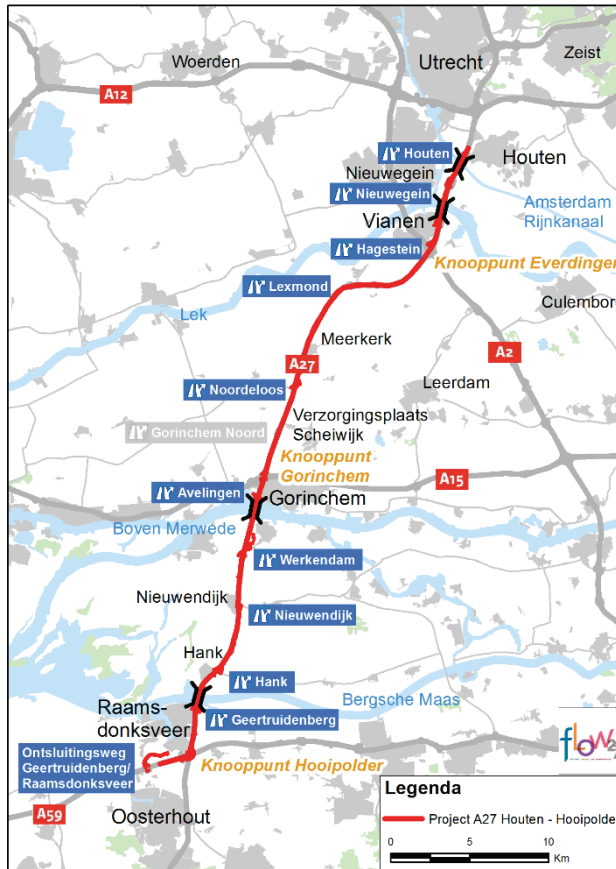 Utrecht
Zeist
Woerden
A12
Houten
Houten
Nieuwegein
Nieuwegein
Amsterdam
Rijnkanaal
Vianen
Hagestein
Knooppunt Everdingen
Lexmond
Culembor
Lek
Meerkerk
A2
A27
Noordeloos
Leerdam
Verzorgingsplaats
Scheiwijk
Gorinchem Noord
Knooppunt
Gorinchem
A15
Avelingen
Gorinchem
Boven Merwede
Werkendam
Nieuwendijk
Nieuwendijk
Hank
Hank
Bergsche Maas
Raams-
donksveer
Geertruidenberg
Ontsluitingsweg
Geertruidenberg/
Raamsdonksveer
Knooppunt Hooipolder
A59
Oosterhout
Legenda
Project A27 Houten - Hooipolde
0 5 10
Km